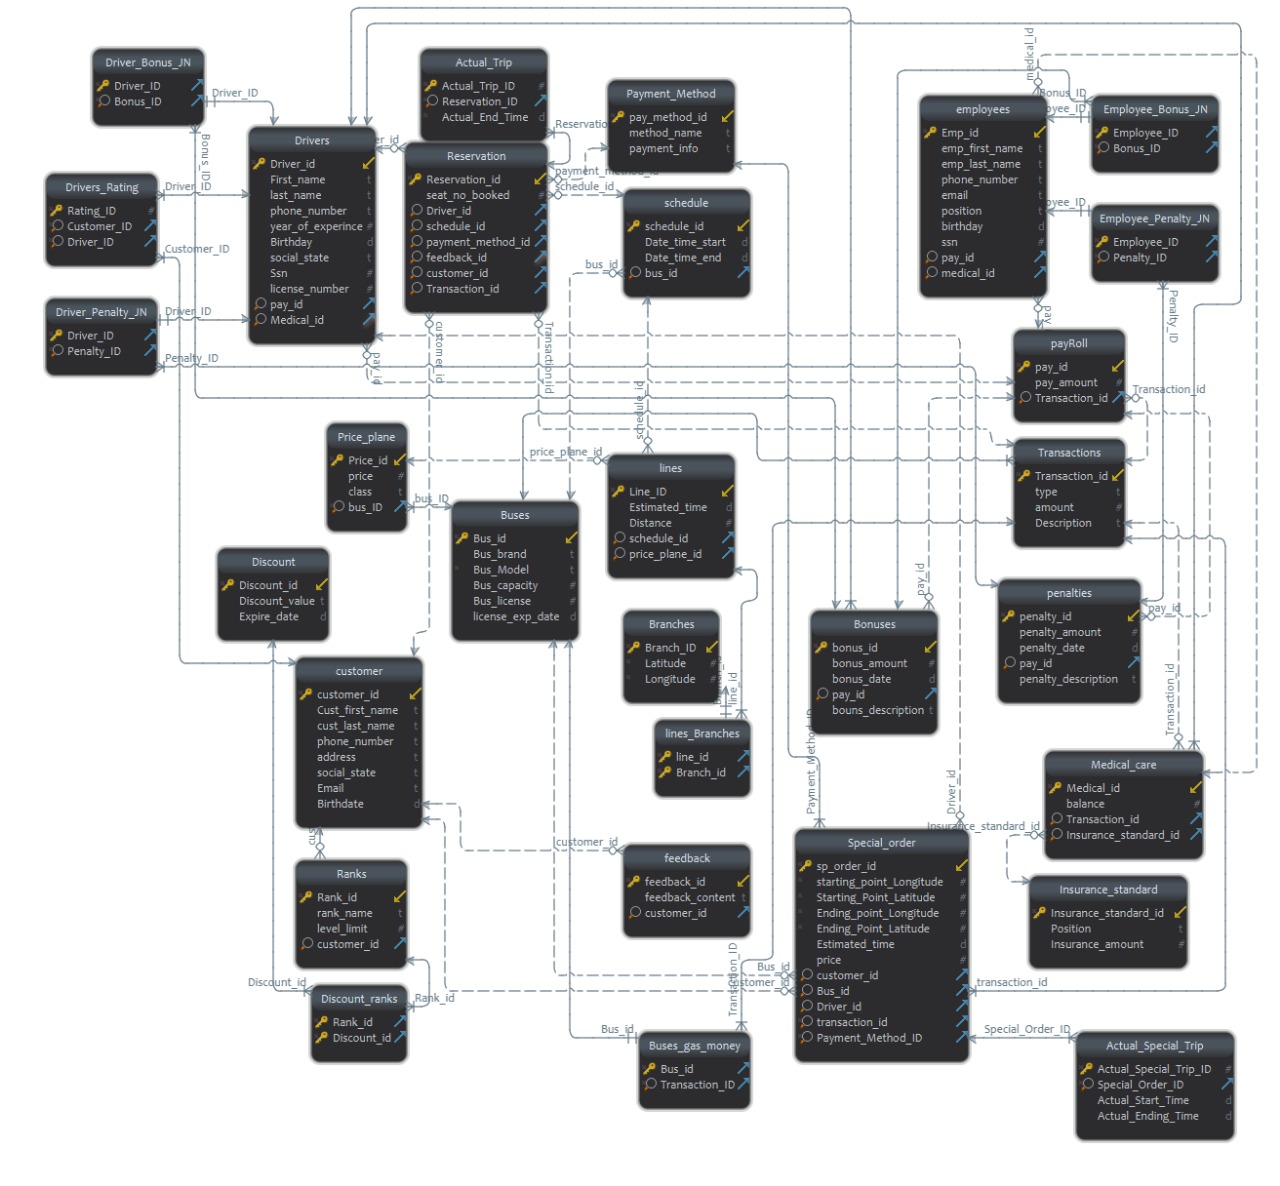 Driver_Bonus_JN
Driver_ID
Bonus_ID
Driver_ID
Bonus_ID
Actual_Trip
Actual_Trip_ID #
Reservation_ID
Actual_End_Time d
Payment_Method
pay_method_id
method_name t
payment_info t
employees
Emp_id
emp_first_name t
emp_last_name t
phone_number t
email t
position t
birthday d
ssn #
pay_id
medical_id
medical_id
Employee_Bonus_JN
Employee_ID
Bonus_ID
Bonus_ID
Drivers
Driver_id
First_name t
last_name t
phone_number t
year_of_experince #
Birthday d
social_state t
Ssn #
license_number #
pay_id
Medical_id
Reservation
Reservation_id
seat_no_booked #
Driver_id
schedule_id
payment_method_id
feedback_id
customer_id
Transaction_id
payment_method_id
schedule_id
Drivers_Rating
Rating_ID #
Customer_ID
Driver_ID
Driver_ID
Customer_ID
schedule
schedule_id
Date_time_start d
Date_time_end d
bus_id
bus_id
Employee_Penalty_JN
Employee_ID
Penalty_ID
Penalty_ID
Driver_Penalty_JN
Driver_ID
Penalty_ID
Driver_ID
Penalty_ID
pay_id
customer_id
Transaction_id
schedule_id
payRoll
pay_id
pay_amount #
Transaction_id
Transaction_id
Price_plane
Price_id
price #
class t
bus_ID
bus_ID
price_plane_id
lines
Line_ID
Estimated_time d
Distance #
schedule_id
price_plane_id
Transactions
Transaction_id
type t
amount #
Description t
Buses
Bus_id
Bus_brand t
Bus_Model t
Bus_capacity #
Bus_license #
license_exp_date d
Discount
Discount_id
Discount_value t
Expire_date d
Branches
Branch_ID
Latitude #
Longitude #
line_id
Bonuses
bonus_id
bonus_amount #
bonus_date d
pay_id
bouns_description t
pay_id
penalties
penalty_id
penalty_amount #
penalty_date d
pay_id
penalty_description t
pay_id
customer
customer_id
Cust_first_name t
cust_last_name t
phone_number t
address t
social_state t
Email t
Birthdate d
lines_Branches
line_id
Branch_id
Transaction_id
Medical_care
Medical_id
balance #
Transaction_id
Insurance_standard_id
Driver_id
Insurance_standard_id
Special_order
sp_order_id
starting_point_Longitude #
Starting_Point_Latitude #
Ending_point_Longitude #
Ending_Point_Latitude #
Estimated_time d
price #
customer_id
Bus_id
Driver_id
transaction_id
Payment_Method_ID
Bus_id
transaction_id
customer_id
feedback
feedback_id
feedback_content t
customer_id
Ranks
Rank_id
rank_name t
level_limit #
customer_id
Insurance_standard
Insurance_standard_id
Position t
Insurance_amount #
Discount_id
Discount_ranks
Rank_id
Discount_id
Rank_id
Transaction_ID
Bus_id
Buses_gas_money
Bus_id
Transaction_ID
Special_Order_ID
Actual_Special_Trip
Actual_Special_Trip_ID #
Special_Order_ID
Actual_Start_Time d
Actual_Ending_Time d